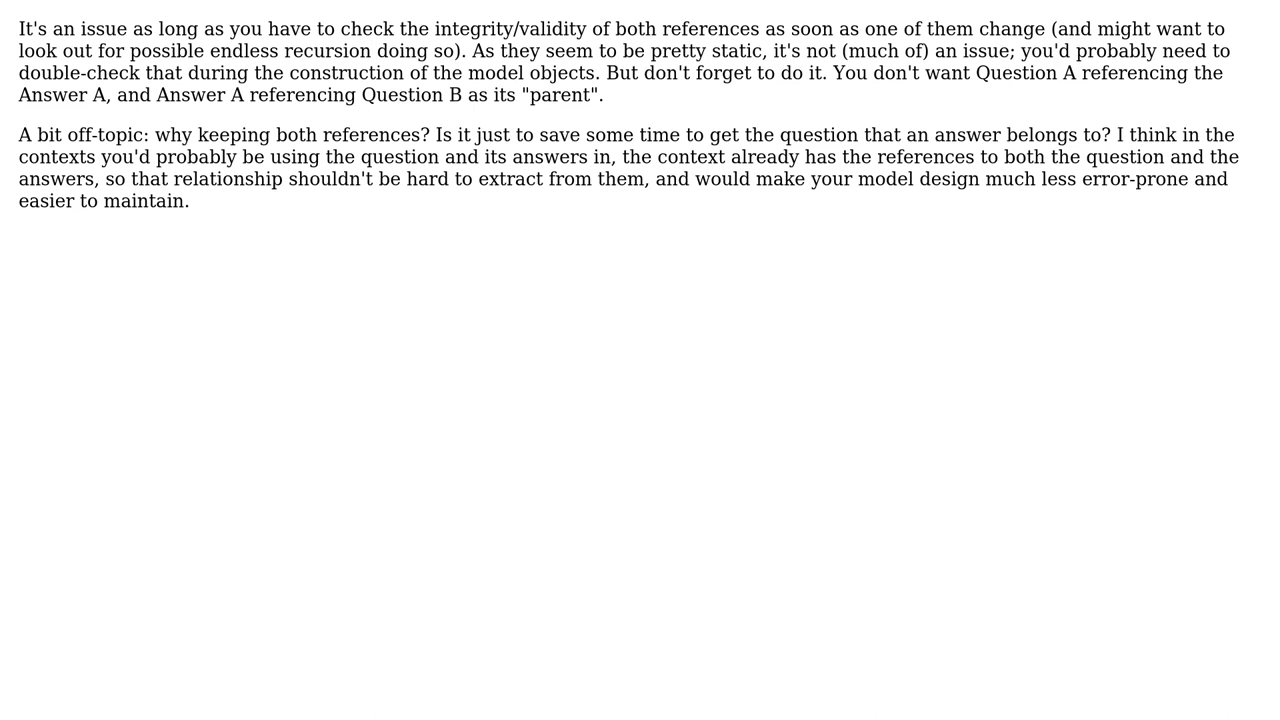 It's an issue as long as you have to check the integrity/validity of both references as soon as one of them change (and might want to
look out for possible endless recursion doing so). As they seem to be pretty static, it's not (much of) an issue; you'd probably need to
double-check that during the construction of the model objects. But don't forget to do it. You don't want Question A referencing the
Answer A, and Answer A referencing Question B as its "parent".
A bit off-topic: why keeping both references? Is it just to save some time to get the question that an answer belongs to? I think in the
contexts you'd probably be using the question and its answers in, the context already has the references to both the question and the
answers, so that relationship shouldn't be hard to extract from them, and would make your model design much less error-prone and
easier to maintain.